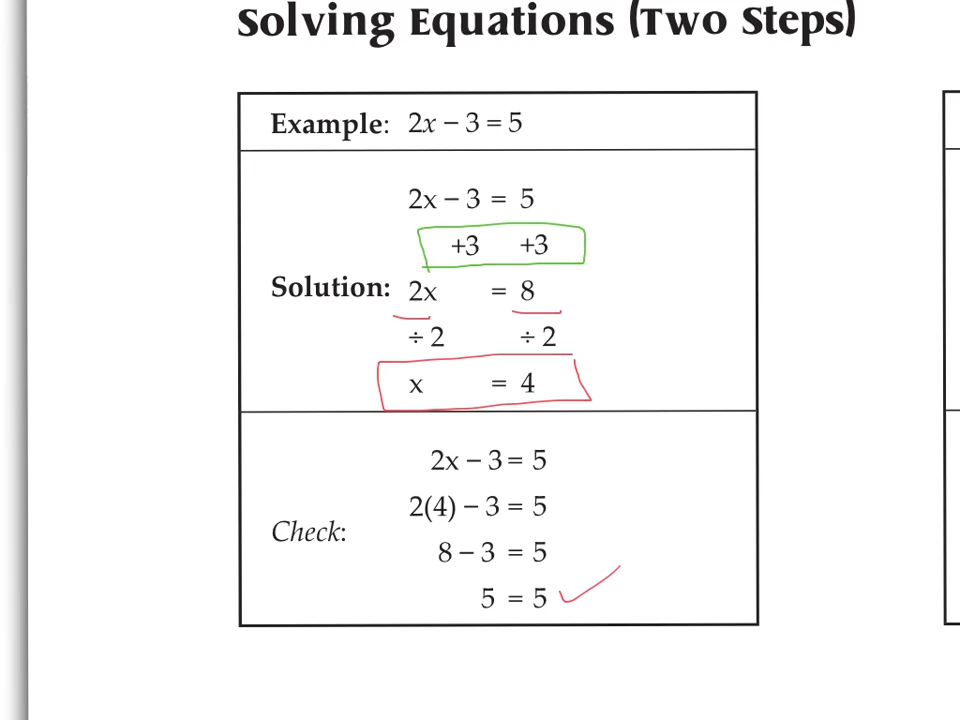 Solving Equations (Two Steps)
Example: 2x − 3 = 5
2x − 3 = 5
+3 +3
Solution: 2x = 8
÷ 2 ÷ 2
x = 4
2x − 3 = 5
2(4) − 3 = 5
Check:
8 − 3 = 5
5 = 5 ✓